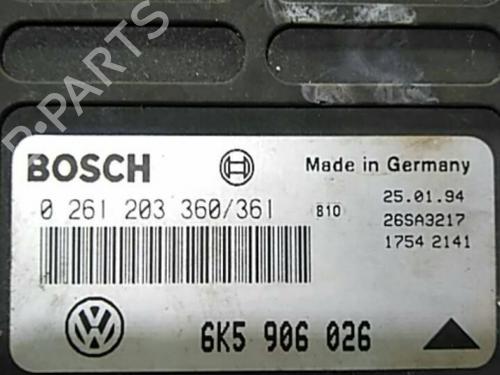 B-PARTS
BOSCH
Made in Germany
0 261 203 360/361
B10
25.01.94
26SA3217
1754 2141
6K5 906 026